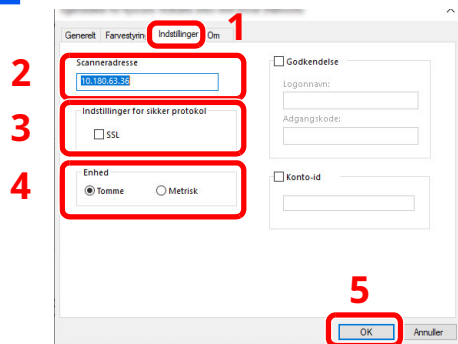 1
Generelt Farvestyring Indstillinger Om
2
Scanneradresse
10.180.63.36
Godkendelse
Logonnavn:
Adgangskode:
3
Indstillinger for sikker protokol
SSL
4
Enhed
Tomme Metrisk
Konto-id
5
OK Annuller